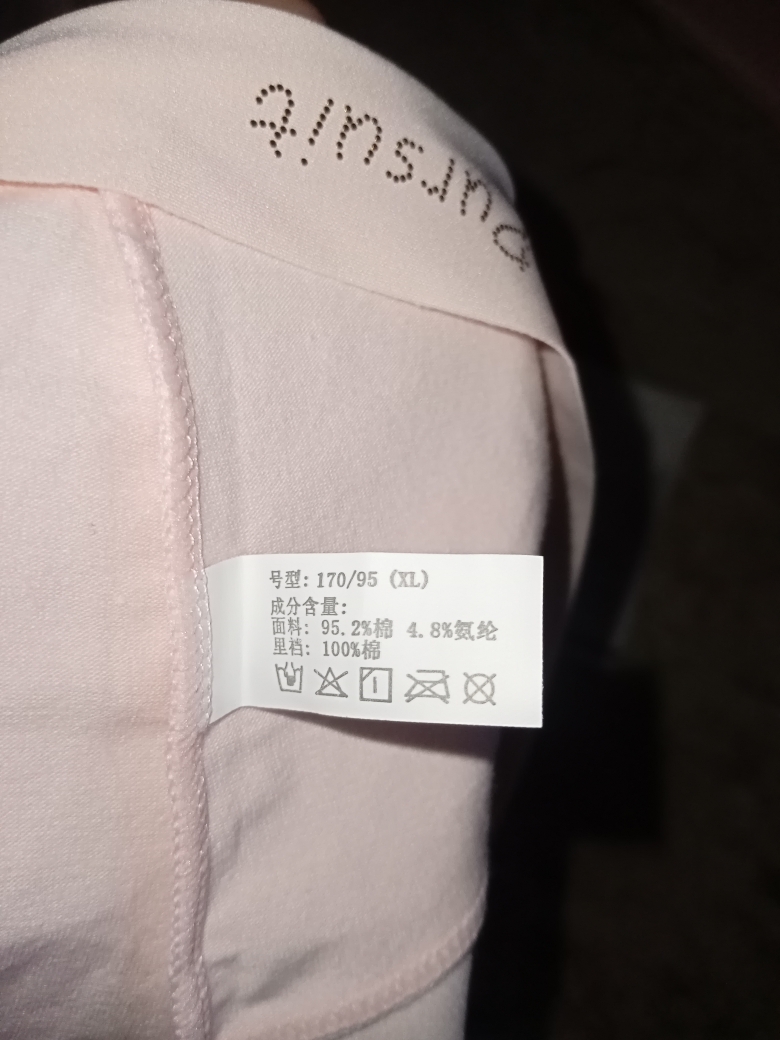 Pursuit
号型: 170/95 (XL)
成分含量:
面料: 95.2%棉 4.8%氨纶
里裆: 100%棉